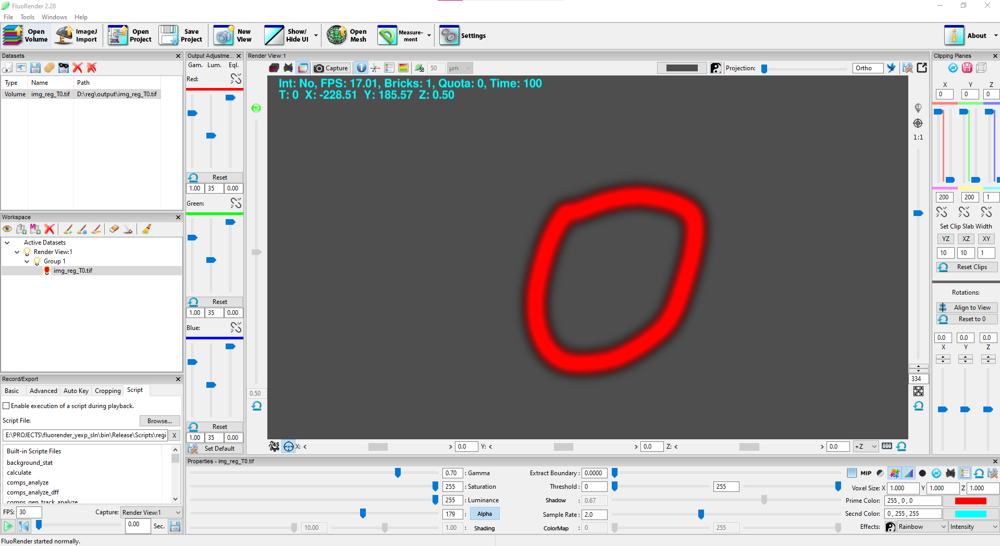 FluoRender 2.28
File Tools Windows Help
Open Volume
ImageJ Import
Open Project
Save Project
New View
Show/ Hide UI
Open Mesh
Measure- ment
Settings
About
Datasets
Type Name Path
Volume img_reg_T0.tif D:\reg\output\img_reg_T0.tif
Workspace
Active Datasets
Render View:1
Group 1
img_reg_T0.tif
Record/Export
Basic Advanced Auto Key Cropping Script
Enable execution of a script during playback.
Script File:
Browse...
E:\PROJECTS\fluorender_yexp_sln\bin\Release\Scripts\regi X
Built-in Scripte Files
background_stat
calculate
comps_analyze
comps_analyze_dff
comps_gen_track_analyze
FPS: 30 Capture: Render View:1
0.00 Sec.
FluoRender started normally.
Output Adjustme...
Gam. Lum. Eql.
Red:
Reset
1.00 35 0.00
Green:
Reset
1.00 35 0.00
Blue:
Reset
1.00 35 0.00
Set Default
Render View:1
Capture
SB 50 µm
Projection: Ortho
Int: No, FPS: 17.01, Bricks: 1, Quota: 0, Time: 100
T: 0 X: -228.51 Y: 185.57 Z: 0.50
0.50
1:1
334
45 X: < > 0.0 Y: < > 0.0 Z: < > 0.0 +Z 000
Properties - img_reg_T0.tif
0.70 : Gamma
255 : Saturation
255 : Luminance
179 : Alpha
10.00 1.00 : Shading
Extract Boundary : 0.0000
Threshold : 0 255
Shadow : 0.67
Sample Rate : 2.0
ColorMap : 0 255
MIP
Voxel Size: X 1.000 Y 1.000 Z 1.000
Prime Color: 255 , 0 , 0
Secnd Color: 0 , 255 , 255
Effects: Rainbow Intensity
Clipping Planes
X Y Z
0 0 0
200 200 1
Set Clip Slab Width
YZ XZ XY
10 10 1
Reset Clips
Rotations:
Align to View
Reset to 0
0.0 0.0 0.0
X Y Z